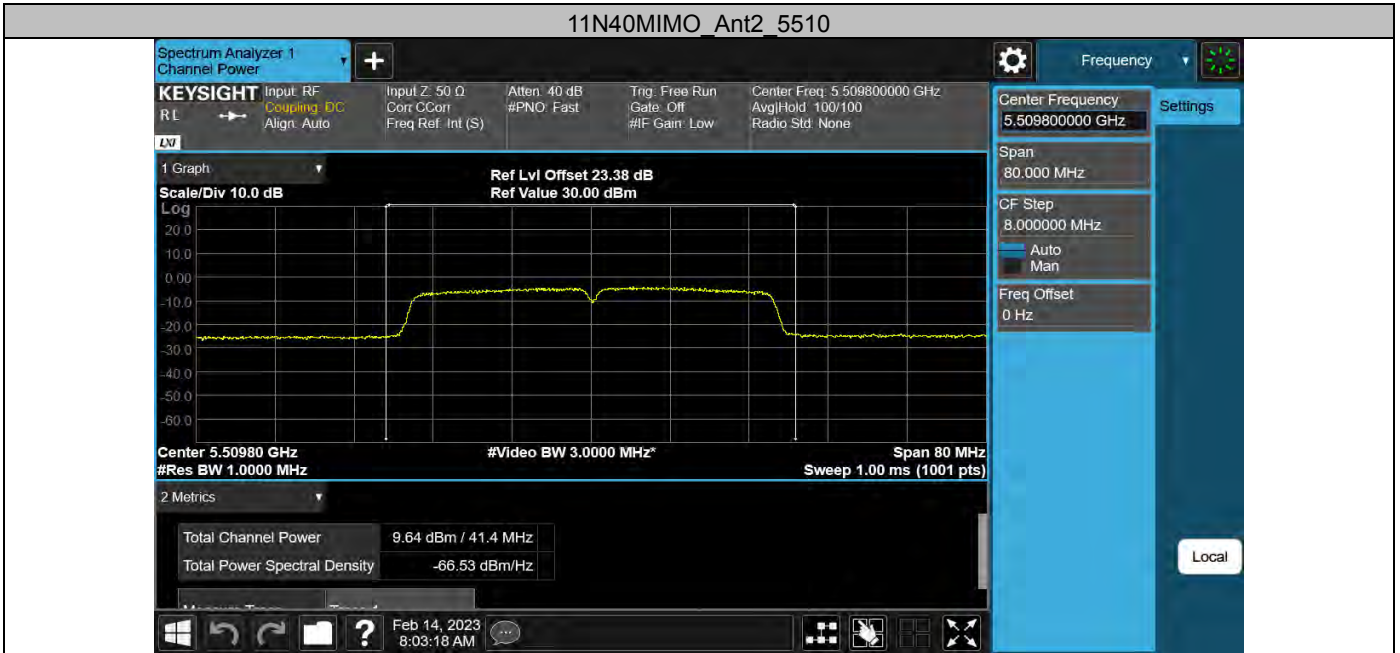 11N40MIMO_Ant2_5510
Spectrum Analyzer 1
Channel Power
Frequency
KEYSIGHT
RL
LXI
Input: RF
Coupling: DC
Align: Auto
Input Z: 50 Ω
Corr CCorr
Freq Ref: Int (S)
Atten: 40 dB
#PNO: Fast
Trig: Free Run
Gate: Off
#IF Gain: Low
Center Freq: 5.509800000 GHz
Avg|Hold: 100/100
Radio Std: None
Center Frequency
5.509800000 GHz
Settings
Span
80.000 MHz
CF Step
8.000000 MHz
Auto
Man
Freq Offset
0 Hz
1 Graph
Scale/Div 10.0 dB
Ref Lvl Offset 23.38 dB
Ref Value 30.00 dBm
Log
20.0
10.0
0.00
-10.0
-20.0
-30.0
-40.0
-50.0
-60.0
Center 5.50980 GHz
#Res BW 1.0000 MHz
#Video BW 3.0000 MHz*
Span 80 MHz
Sweep 1.00 ms (1001 pts)
2 Metrics
Total Channel Power 9.64 dBm / 41.4 MHz
Total Power Spectral Density -66.53 dBm/Hz
Local
?
Feb 14, 2023
8:03:18 AM